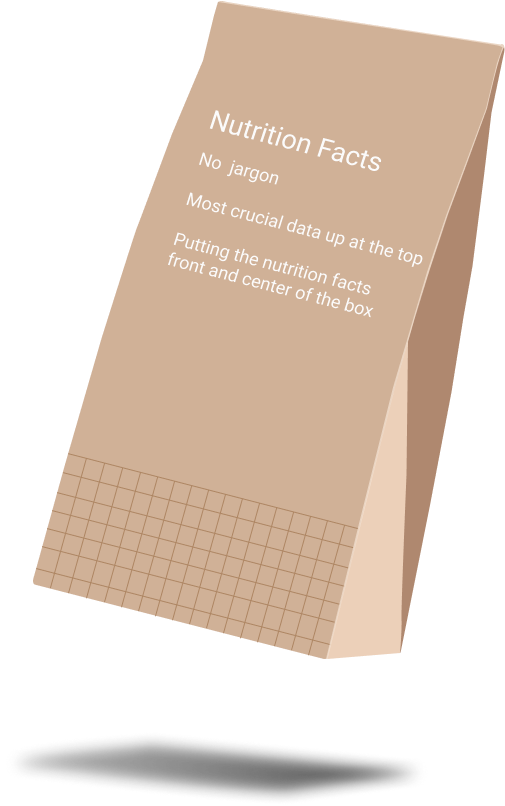 Nutrition Facts
No jargon
Most crucial data up at the top
Putting the nutrition facts
front and center of the box